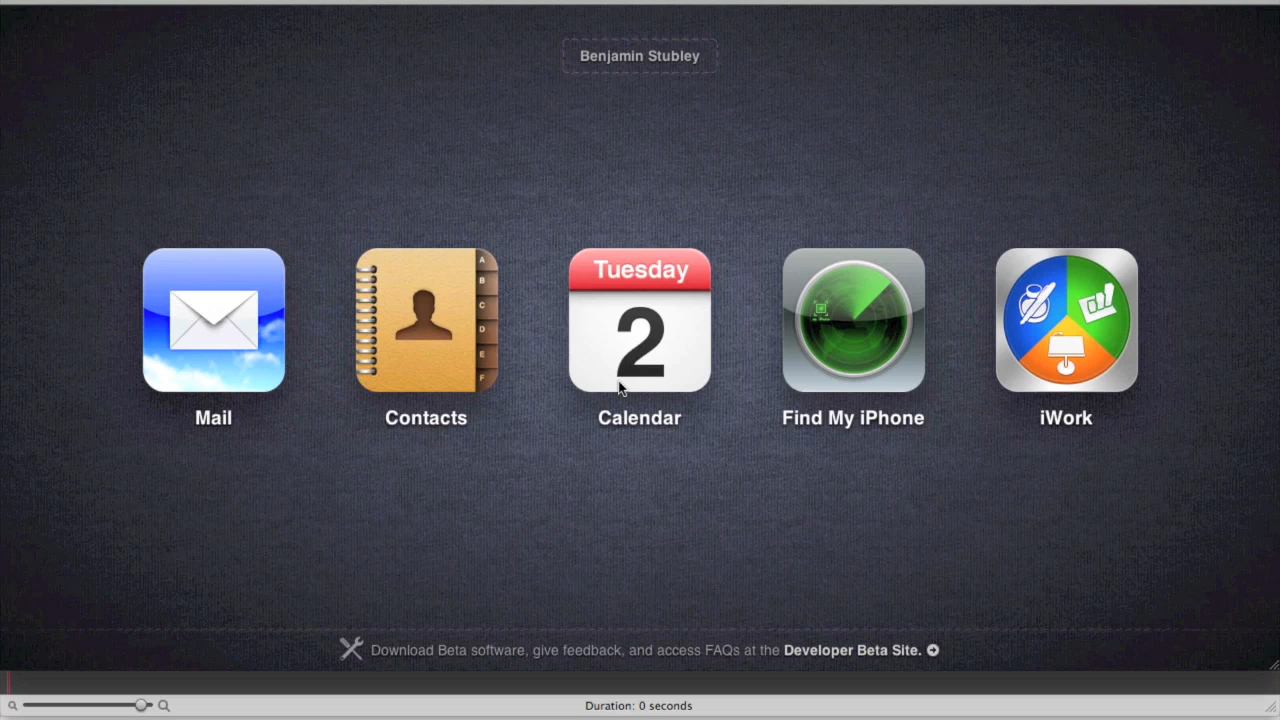 Benjamin Stubley
Tuesday
2
A
B
C
D
E
F
Mail
Contacts
Calendar
Find My iPhone
iWork
Download Beta software, give feedback, and access FAQs at the Developer Beta Site.
Duration: 0 seconds